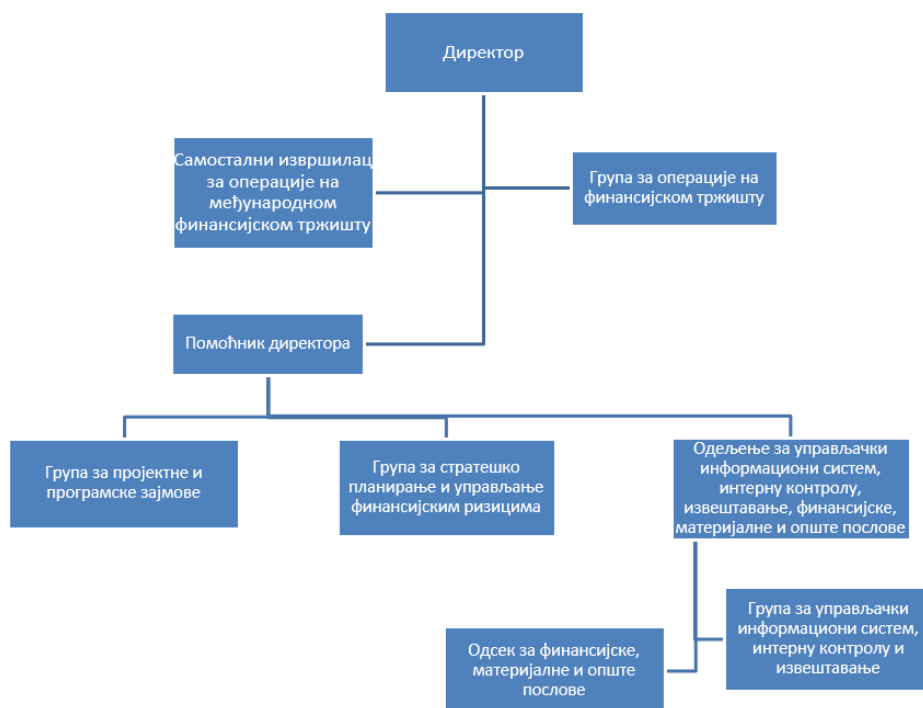 Директор
Самостални извршилац
за операције на
међународном
финансијском тржишту
Група за операције на
финансијском тржишту
Помоћник директора
Група за пројектне и
програмске зајмове
Група за стратешко
планирање и управљање
финансијским ризицима
Одељење за управљачки
информациони систем,
интерну контролу,
извештавање, финансијске,
материјалне и опште послове
Одсек за финансијске,
материјалне и опште
послове
Група за управљачки
информациони систем,
интерну контролу и
извештавање